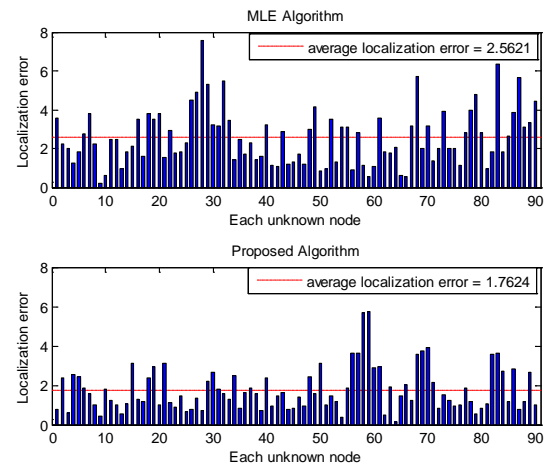 MLE Algorithm
average localization error = 2.5621
Localization error
8
6
4
2
0
0 10 20 30 40 50 60 70 80 90
Each unknown node
Proposed Algorithm
average localization error = 1.7624
Localization error
8
6
4
2
0
0 10 20 30 40 50 60 70 80 90
Each unknown node